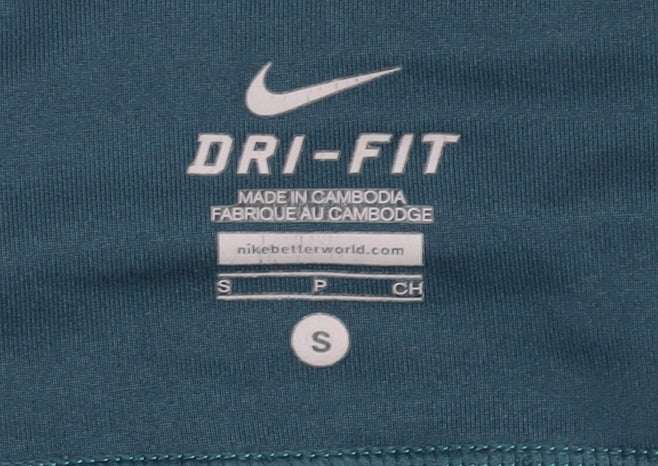 DRI-FIT
MADE IN CAMBODIA
FABRIQUE AU CAMBODGE
nikebetterworld.com
S P CH
S